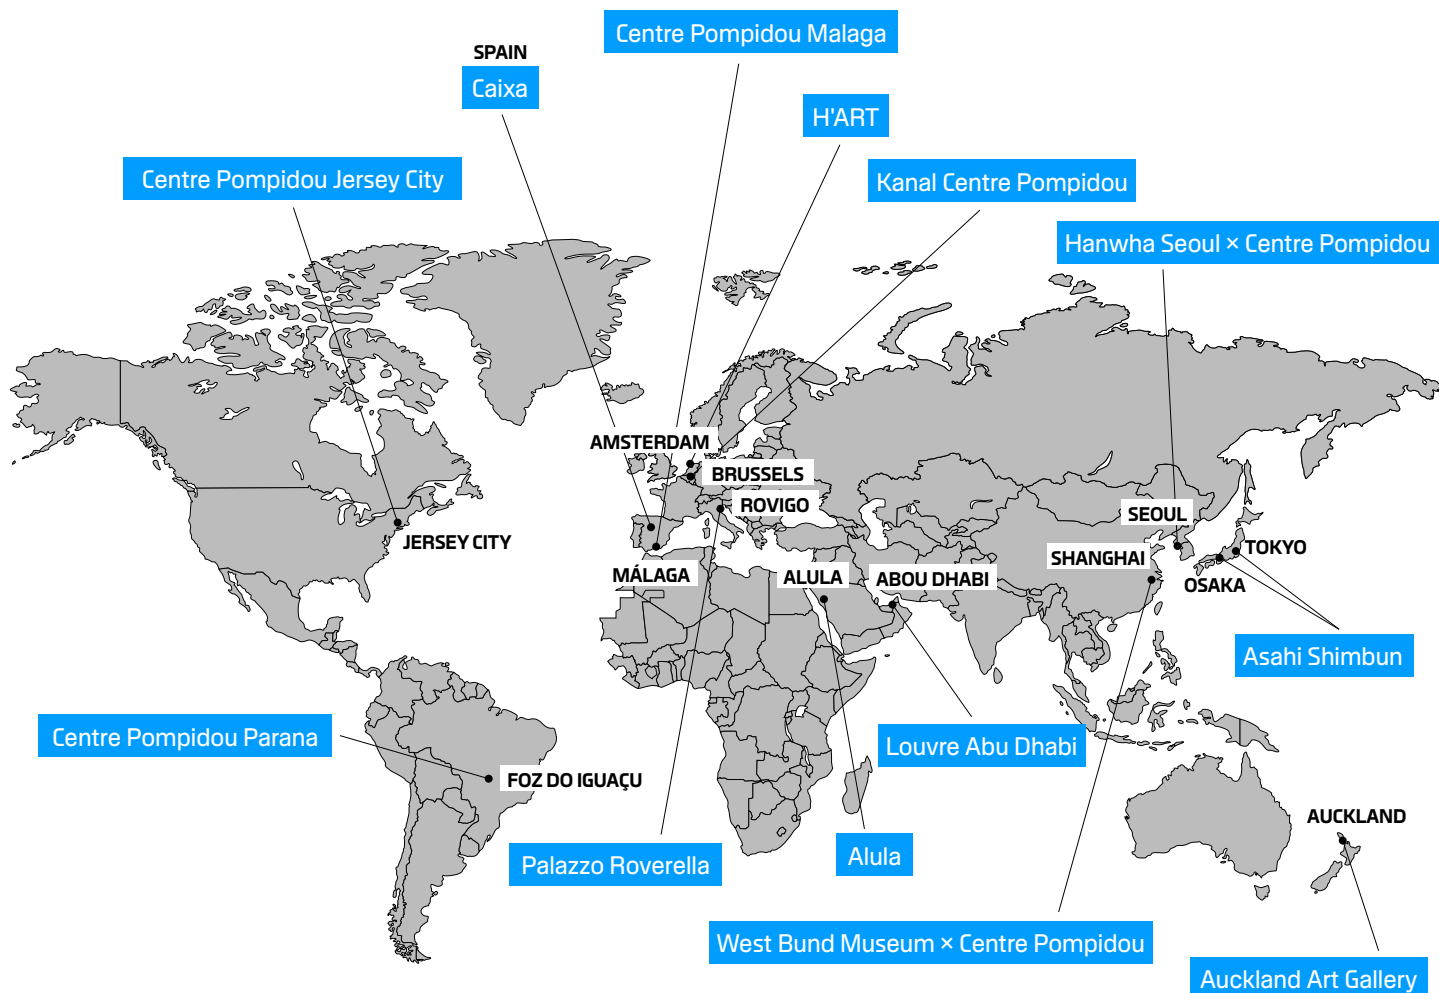 Centre Pompidou Malaga
SPAIN
Caixa
H'ART
Centre Pompidou Jersey City
Kanal Centre Pompidou
Hanwha Seoul × Centre Pompidou
AMSTERDAM
BRUSSELS
ROVIGO
SEOUL
JERSEY CITY
TOKYO
SHANGHAI
MÁLAGA
ALULA
ABOU DHABI
OSAKA
Asahi Shimbun
Centre Pompidou Parana
Louvre Abu Dhabi
FOZ DO IGUAÇU
AUCKLAND
Palazzo Roverella
Alula
West Bund Museum × Centre Pompidou
Auckland Art Gallery